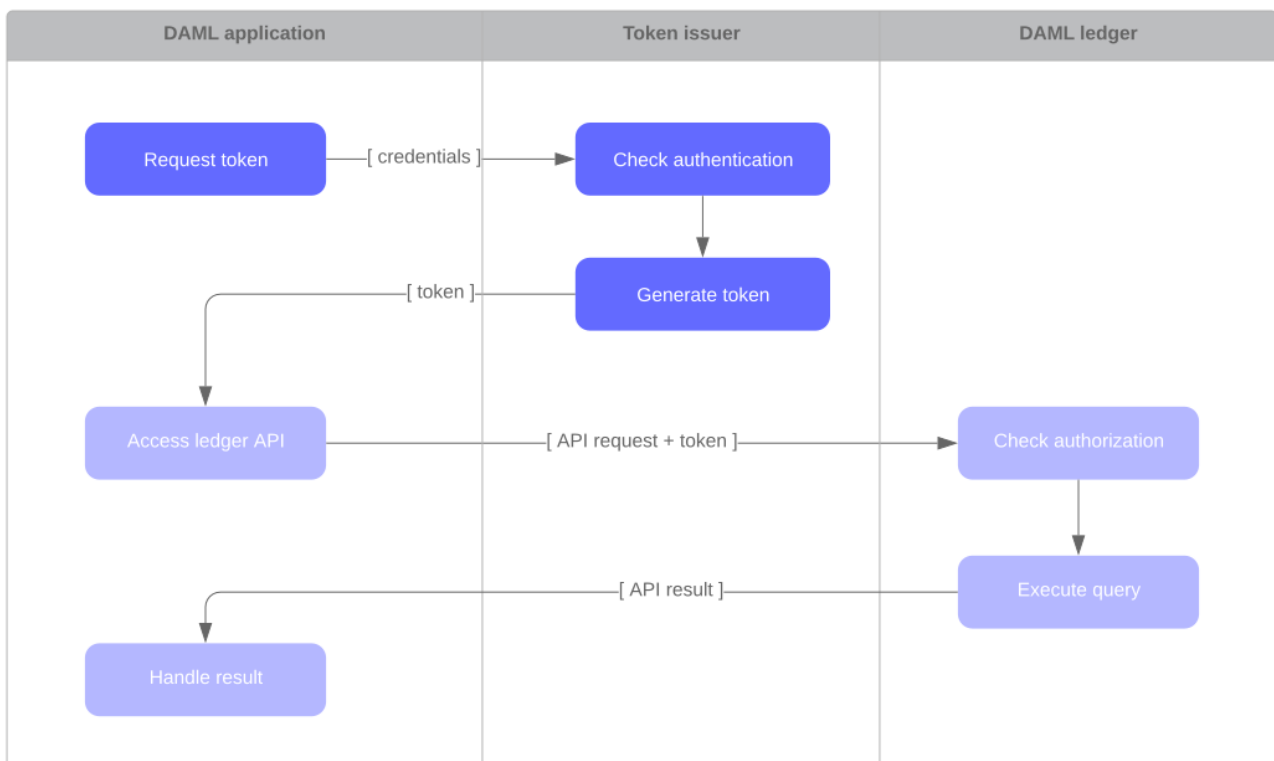 DAML application
Token issuer
DAML ledger
Request token
[ credentials ]
Check authentication
[ token ]
Generate token
Access ledger API
[ API request + token ]
Check authorization
[ API result ]
Execute query
Handle result